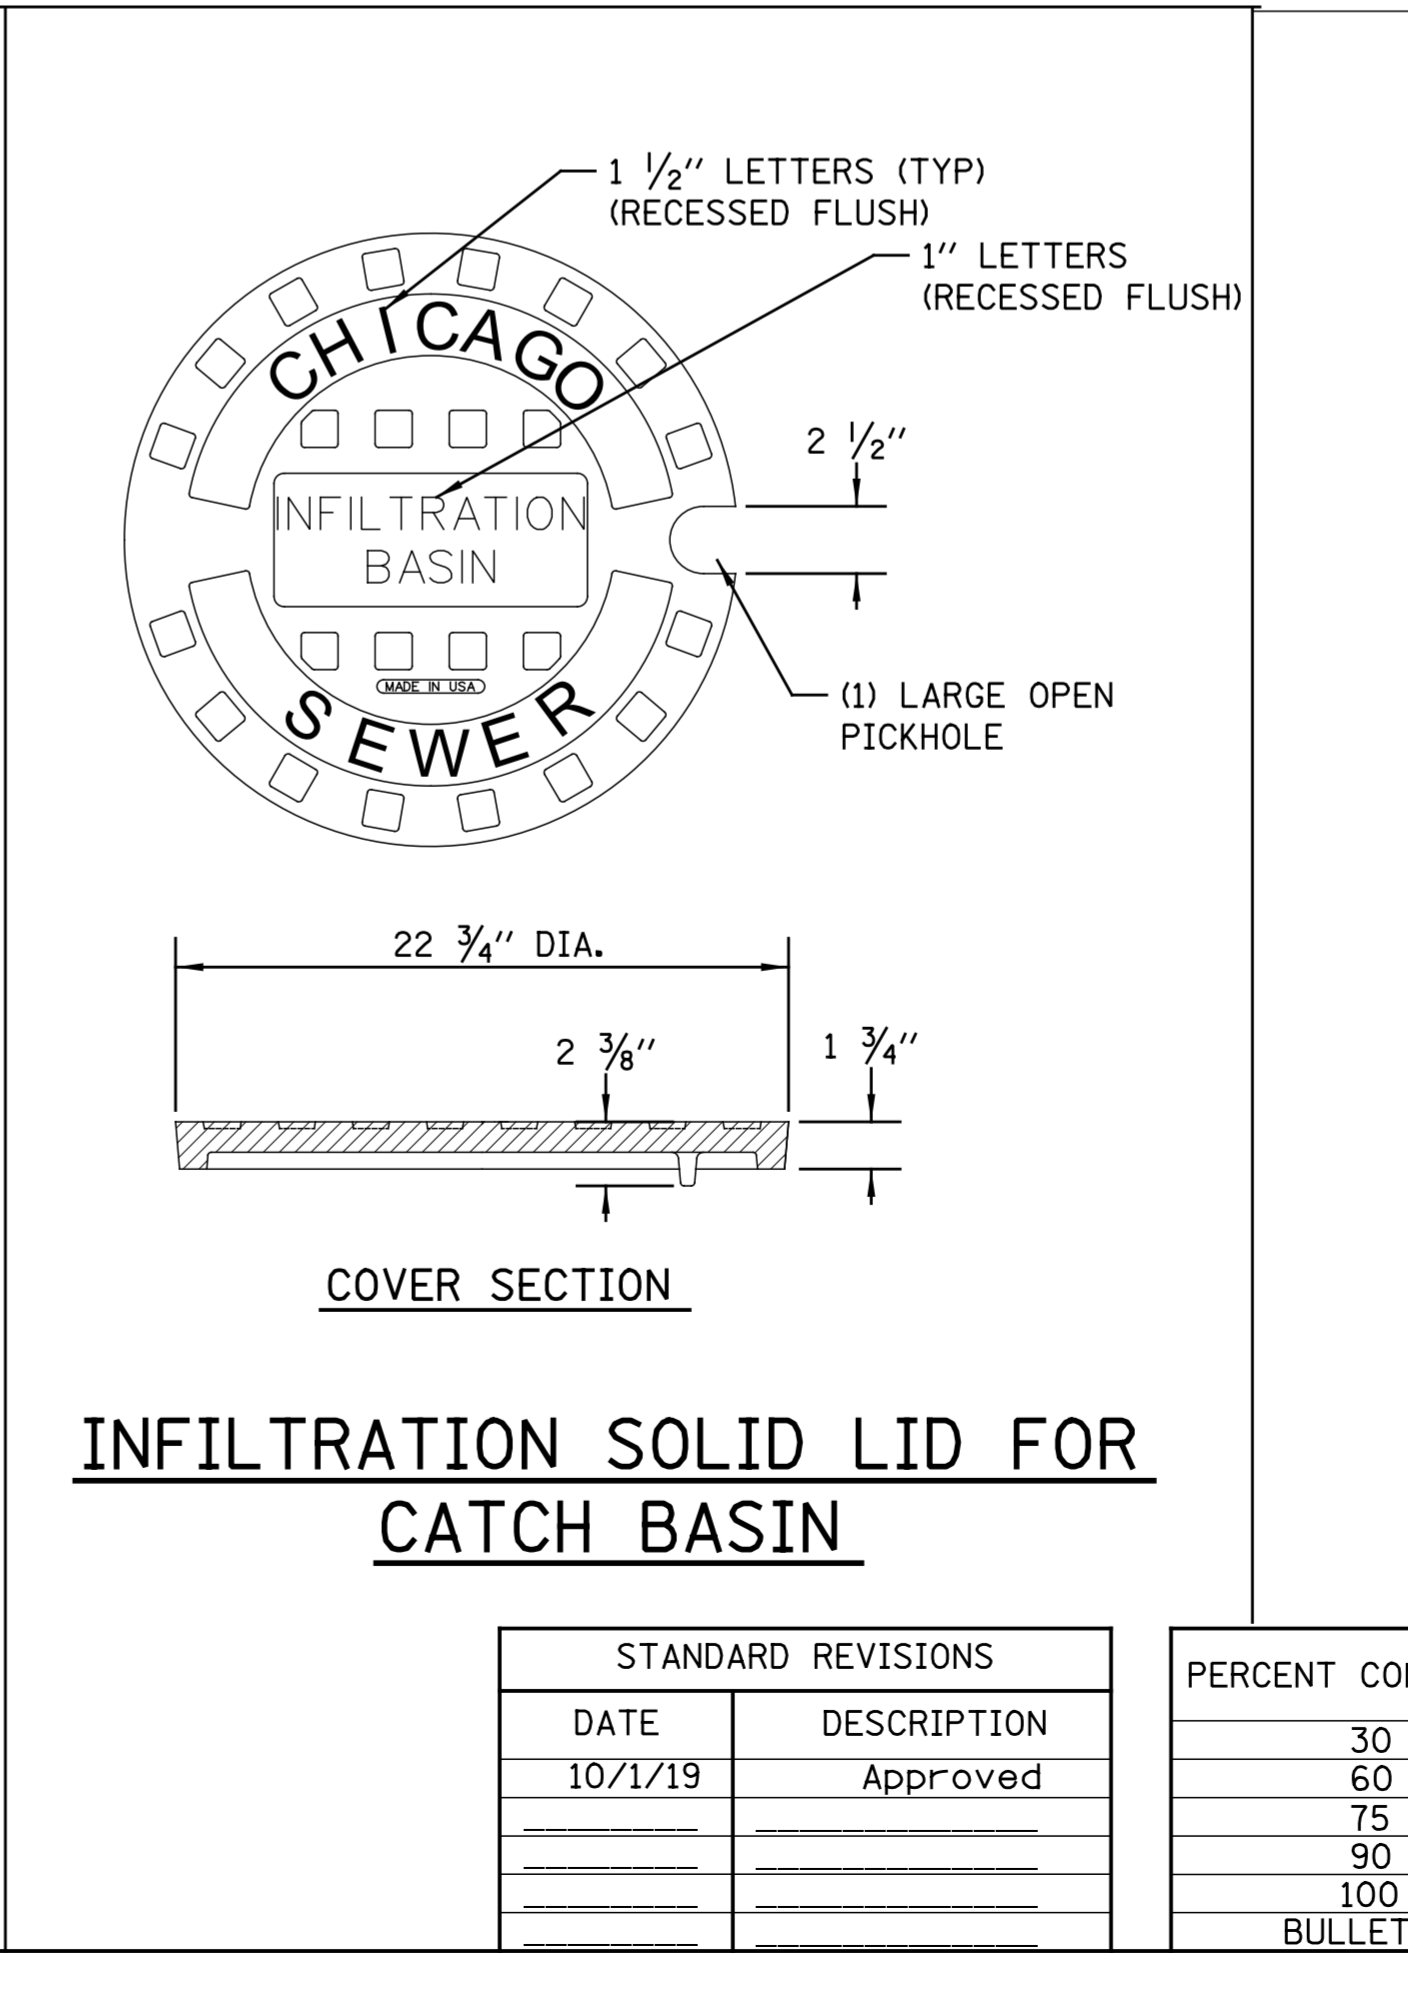 1 1/2" LETTERS (TYP)
(RECESSED FLUSH)
1" LETTERS
(RECESSED FLUSH)
CHICAGO
2 1/2"
INFILTRATION
BASIN
MADE IN USA
(1) LARGE OPEN
PICKHOLE
SEWER
22 3/4" DIA.
2 3/8"
1 3/4"
COVER SECTION
INFILTRATION SOLID LID FOR
CATCH BASIN
STANDARD REVISIONS
DATE DESCRIPTION
10/1/19 Approved
PERCENT
30
60
75
90
100